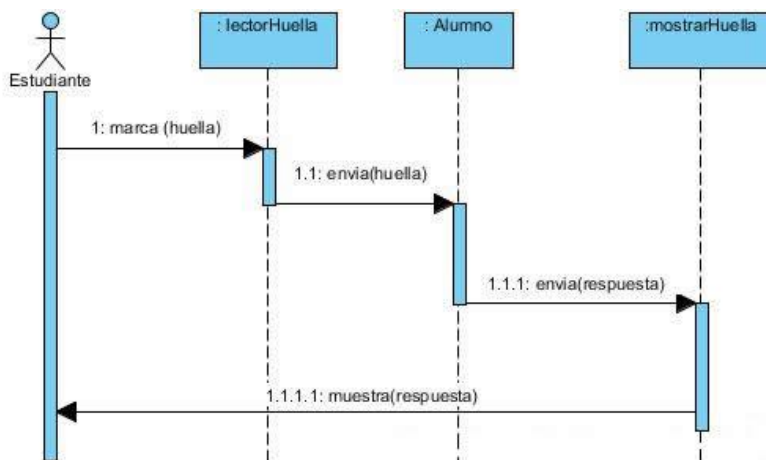 : lectorHuella
: Alumno
:mostrarHuella
Estudiante
1: marca (huella)
1.1: envia(huella)
1.1.1: envia(respuesta)
1.1.1.1: muestra(respuesta)